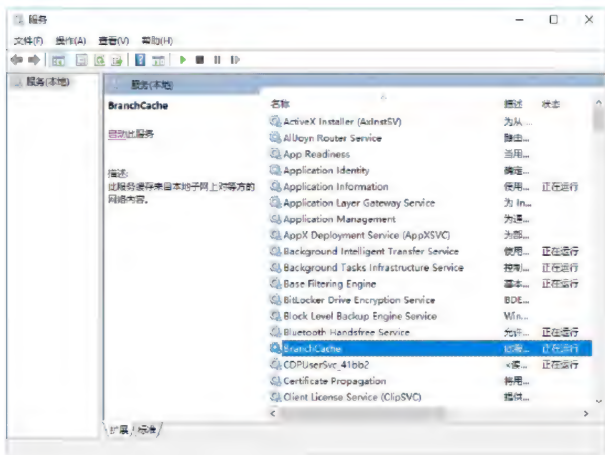 服务
文件(F) 操作(A) 查看(V) 帮助(H)
服务(本地)
服务(本地)
BranchCache
启动此服务
描述:
此服务缓存来自本地子网上对等方的
网络内容。
名称 描述 状态
ActiveX Installer (AxInstSV) 为从...
AllJoyn Router Service 路由...
App Readiness 当用...
Application Identity 确定...
Application Information 使用... 正在运行
Application Layer Gateway Service 为 In...
Application Management 为通...
AppX Deployment Service (AppXSVC) 为部...
Background Intelligent Transfer Service 使用... 正在运行
Background Tasks Infrastructure Service 控制... 正在运行
Base Filtering Engine 基本... 正在运行
BitLocker Drive Encryption Service BDE...
Block Level Backup Engine Service Win...
Bluetooth Handsfree Service 允许... 正在运行
BranchCache 此服... 正在运行
CDPUserSvc_41bb2 正在运行
Certificate Propagation 将用...
Client License Service (ClipSVC) 提供...
扩展 标准